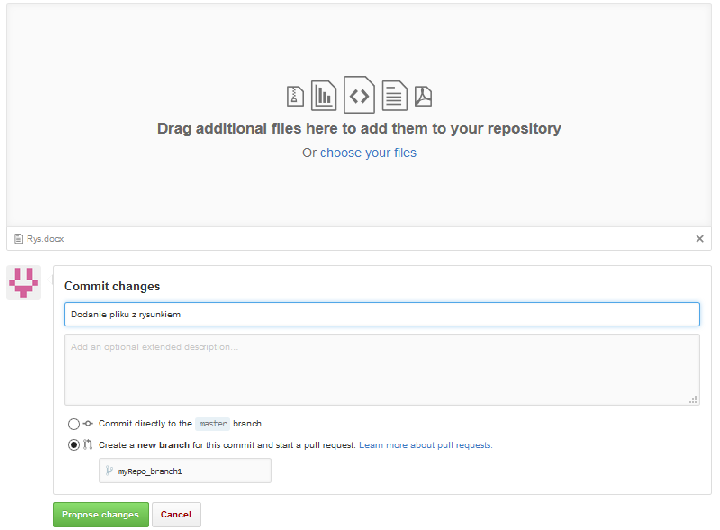 Drag additional files here to add them to your repository
Or choose your files
Rys.docx
Commit changes
Dodanie pliku z rysunkiem
Add an optional extended description...
Commit directly to the master branch
Create a new branch for this commit and start a pull request. Learn more about pull requests.
myRepo_branch1
Propose changes Cancel